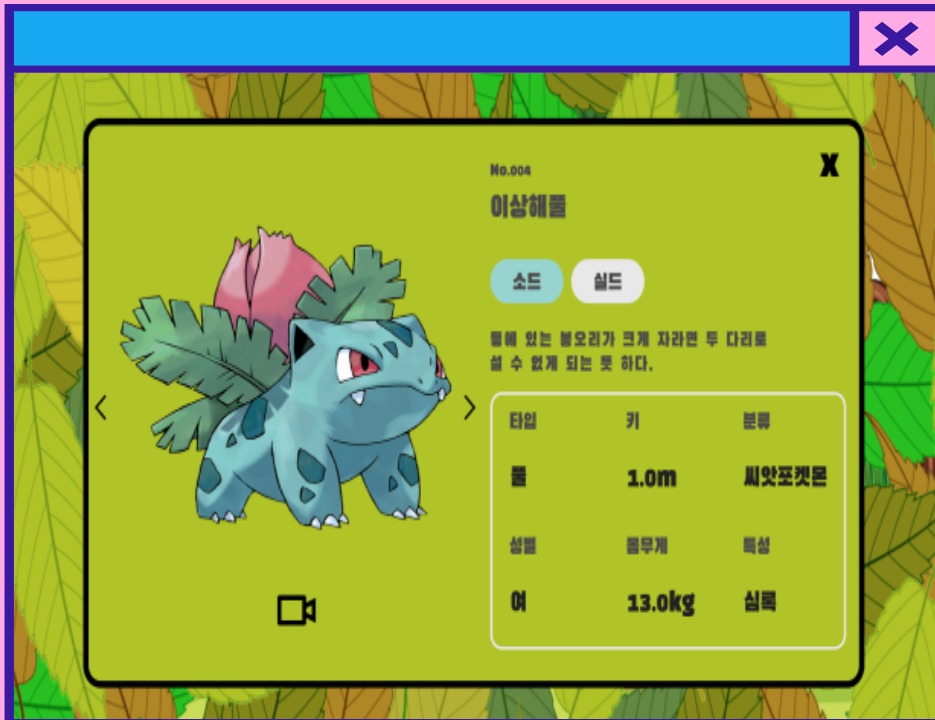 X
No.004
이상해풀
소드 실드
등에 있는 봉오리가 크게 자라면 두 다리로
설 수 없게 되는 듯 하다.
타입 키 분류
풀 1.0m 씨앗포켓몬
성별 몸무게 특성
여 13.0kg 심록